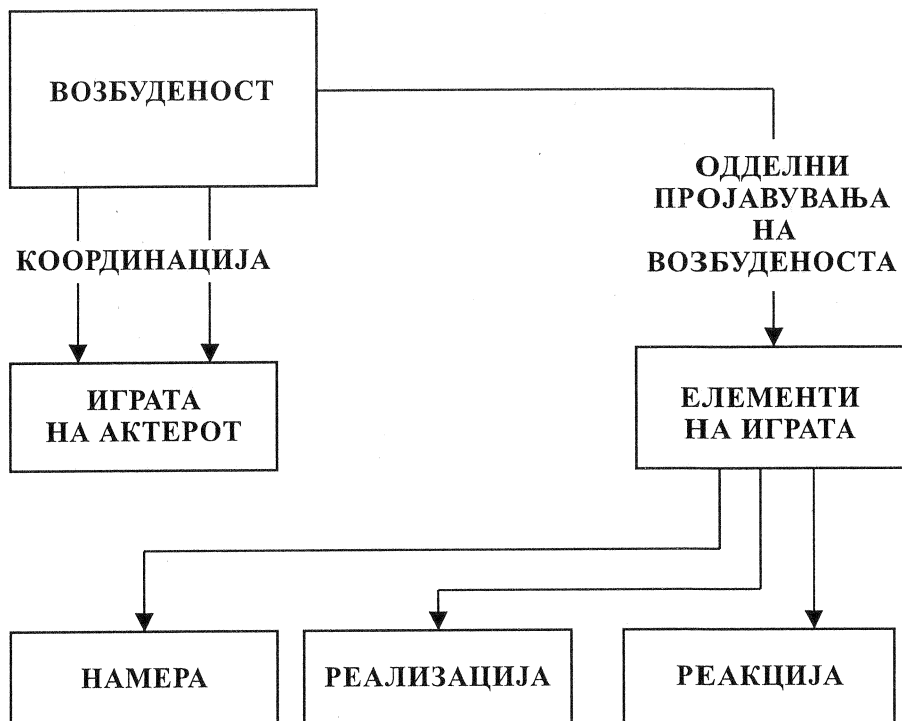 ВОЗБУДЕНОСТ
КООРДИНАЦИЈА
ИГРАТА
НА АКТЕРОТ
ОДДЕЛНИ
ПРОЈАВУВАЊА
НА
ВОЗБУДЕНОСТА
ЕЛЕМЕНТИ
НА ИГРАТА
НАМЕРА
РЕАЛИЗАЦИЈА
РЕАКЦИЈА